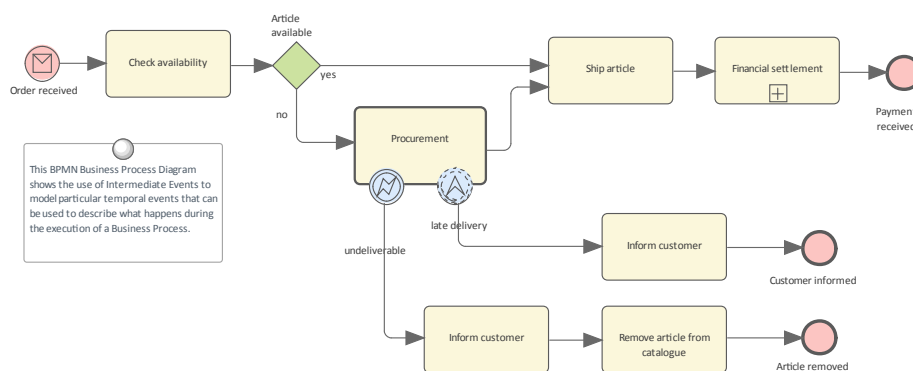 Article
available
Order received
Check availability
yes
no
Ship article
Financial settlement
received
Procurement
This BPMN Business Process Diagram
shows the use of Intermediate Events to
model particular temporal events that can
be used to describe what happens during
the execution of a Business Process.
late delivery
undeliverable
Inform customer
Customer informed
Inform customer
Remove article from
catalogue
Article removed